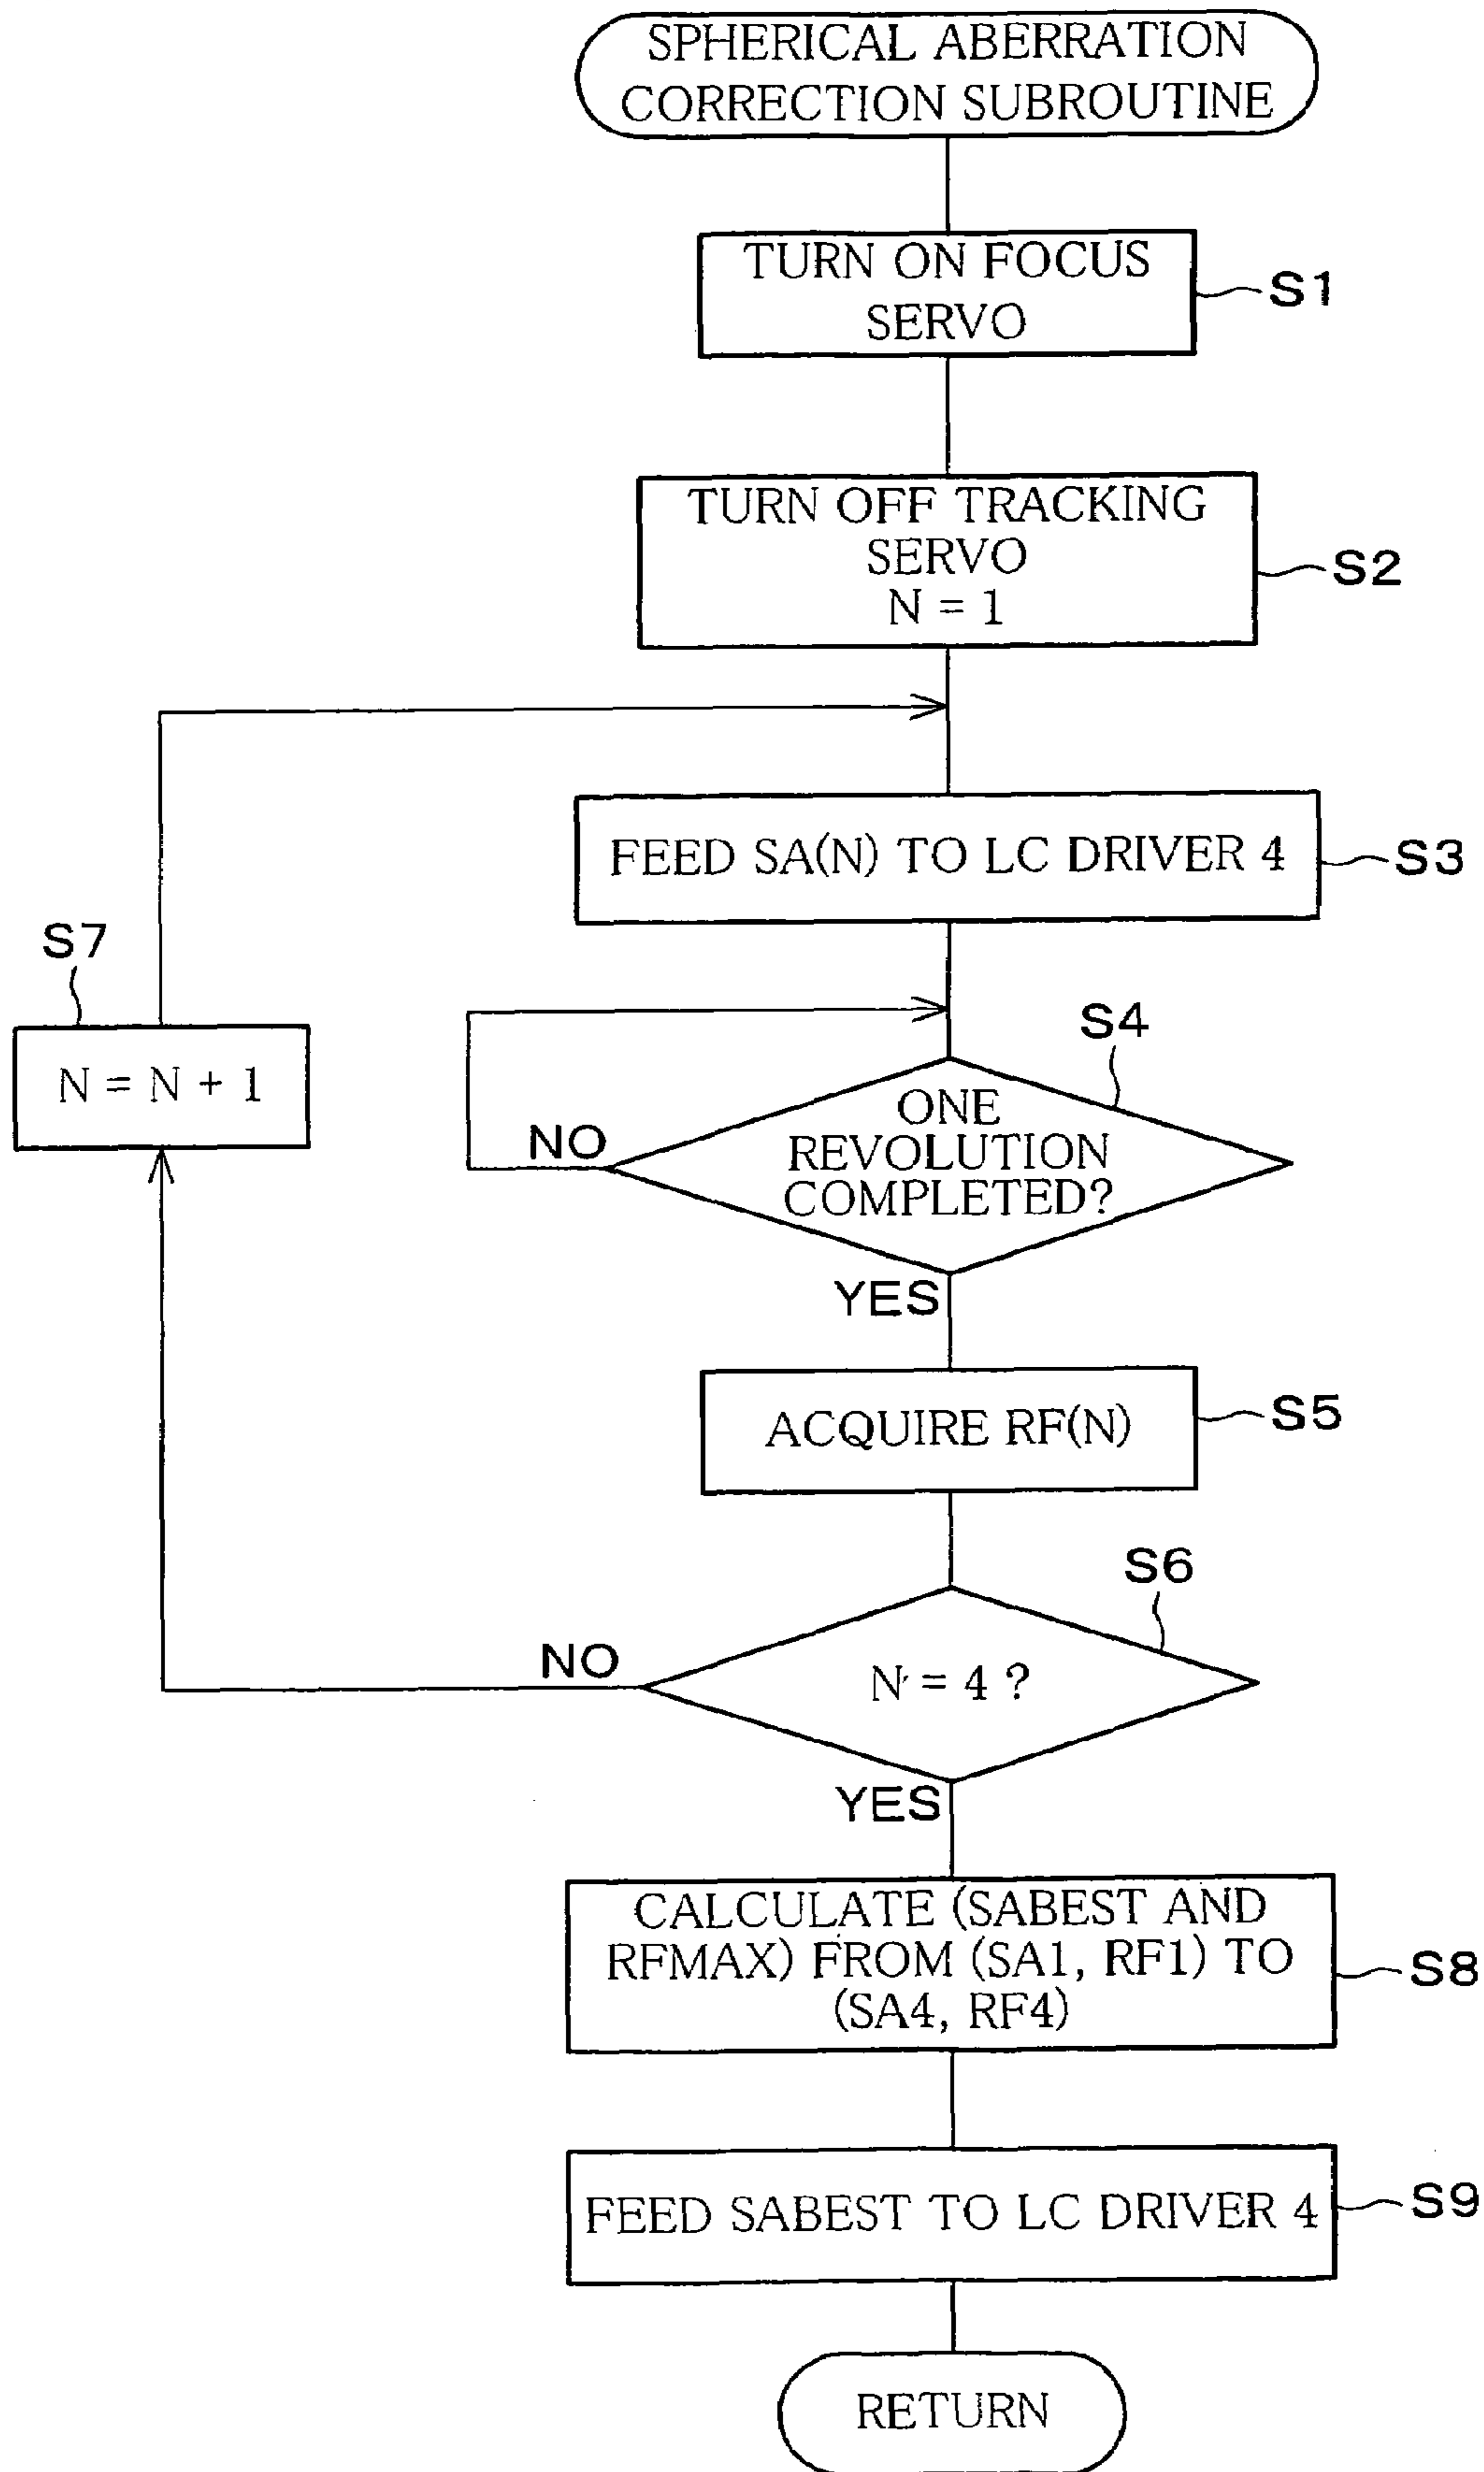 SPHERICAL ABERRATION
CORRECTION SUBROUTINE
TURN ON FOCUS
SERVO
S1
TURN OFF TRACKING
SERVO
N = 1
S2
FEED SA(N) TO LC DRIVER 4
S3
S7
N = N + 1
S4
ONE
REVOLUTION
COMPLETED?
NO
YES
ACQUIRE RF(N)
S5
S6
N = 4 ?
NO
YES
CALCULATE (SABEST AND
RFMAX) FROM (SA1, RF1) TO
(SA4, RF4)
S8
FEED SABEST TO LC DRIVER 4
S9
RETURN